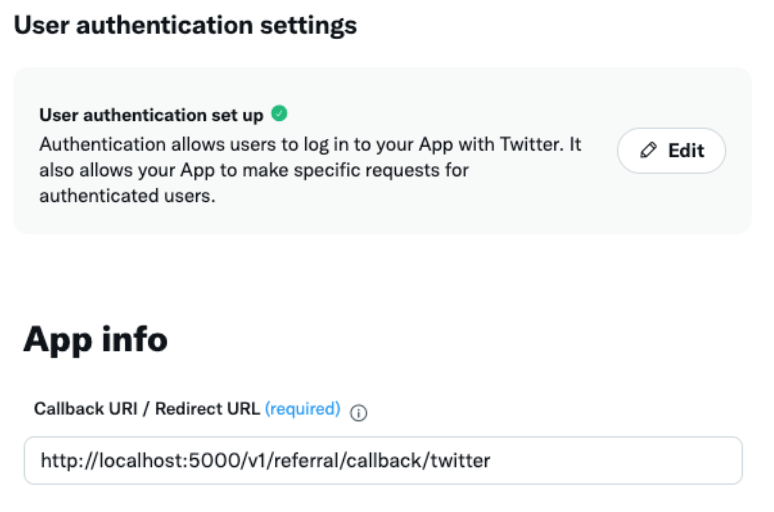 User authentication settings
User authentication set up
Authentication allows users to log in to your App with Twitter. It
also allows your App to make specific requests for
authenticated users.
Edit
App info
Callback URI / Redirect URL (required)
http://localhost:5000/v1/referral/callback/twitter